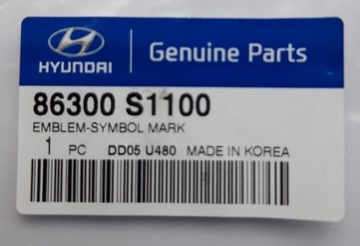 HYUNDAI
Genuine Parts
86300 S1100
EMBLEM-SYMBOL MARK
1 PC DD05 U480 MADE IN KOREA